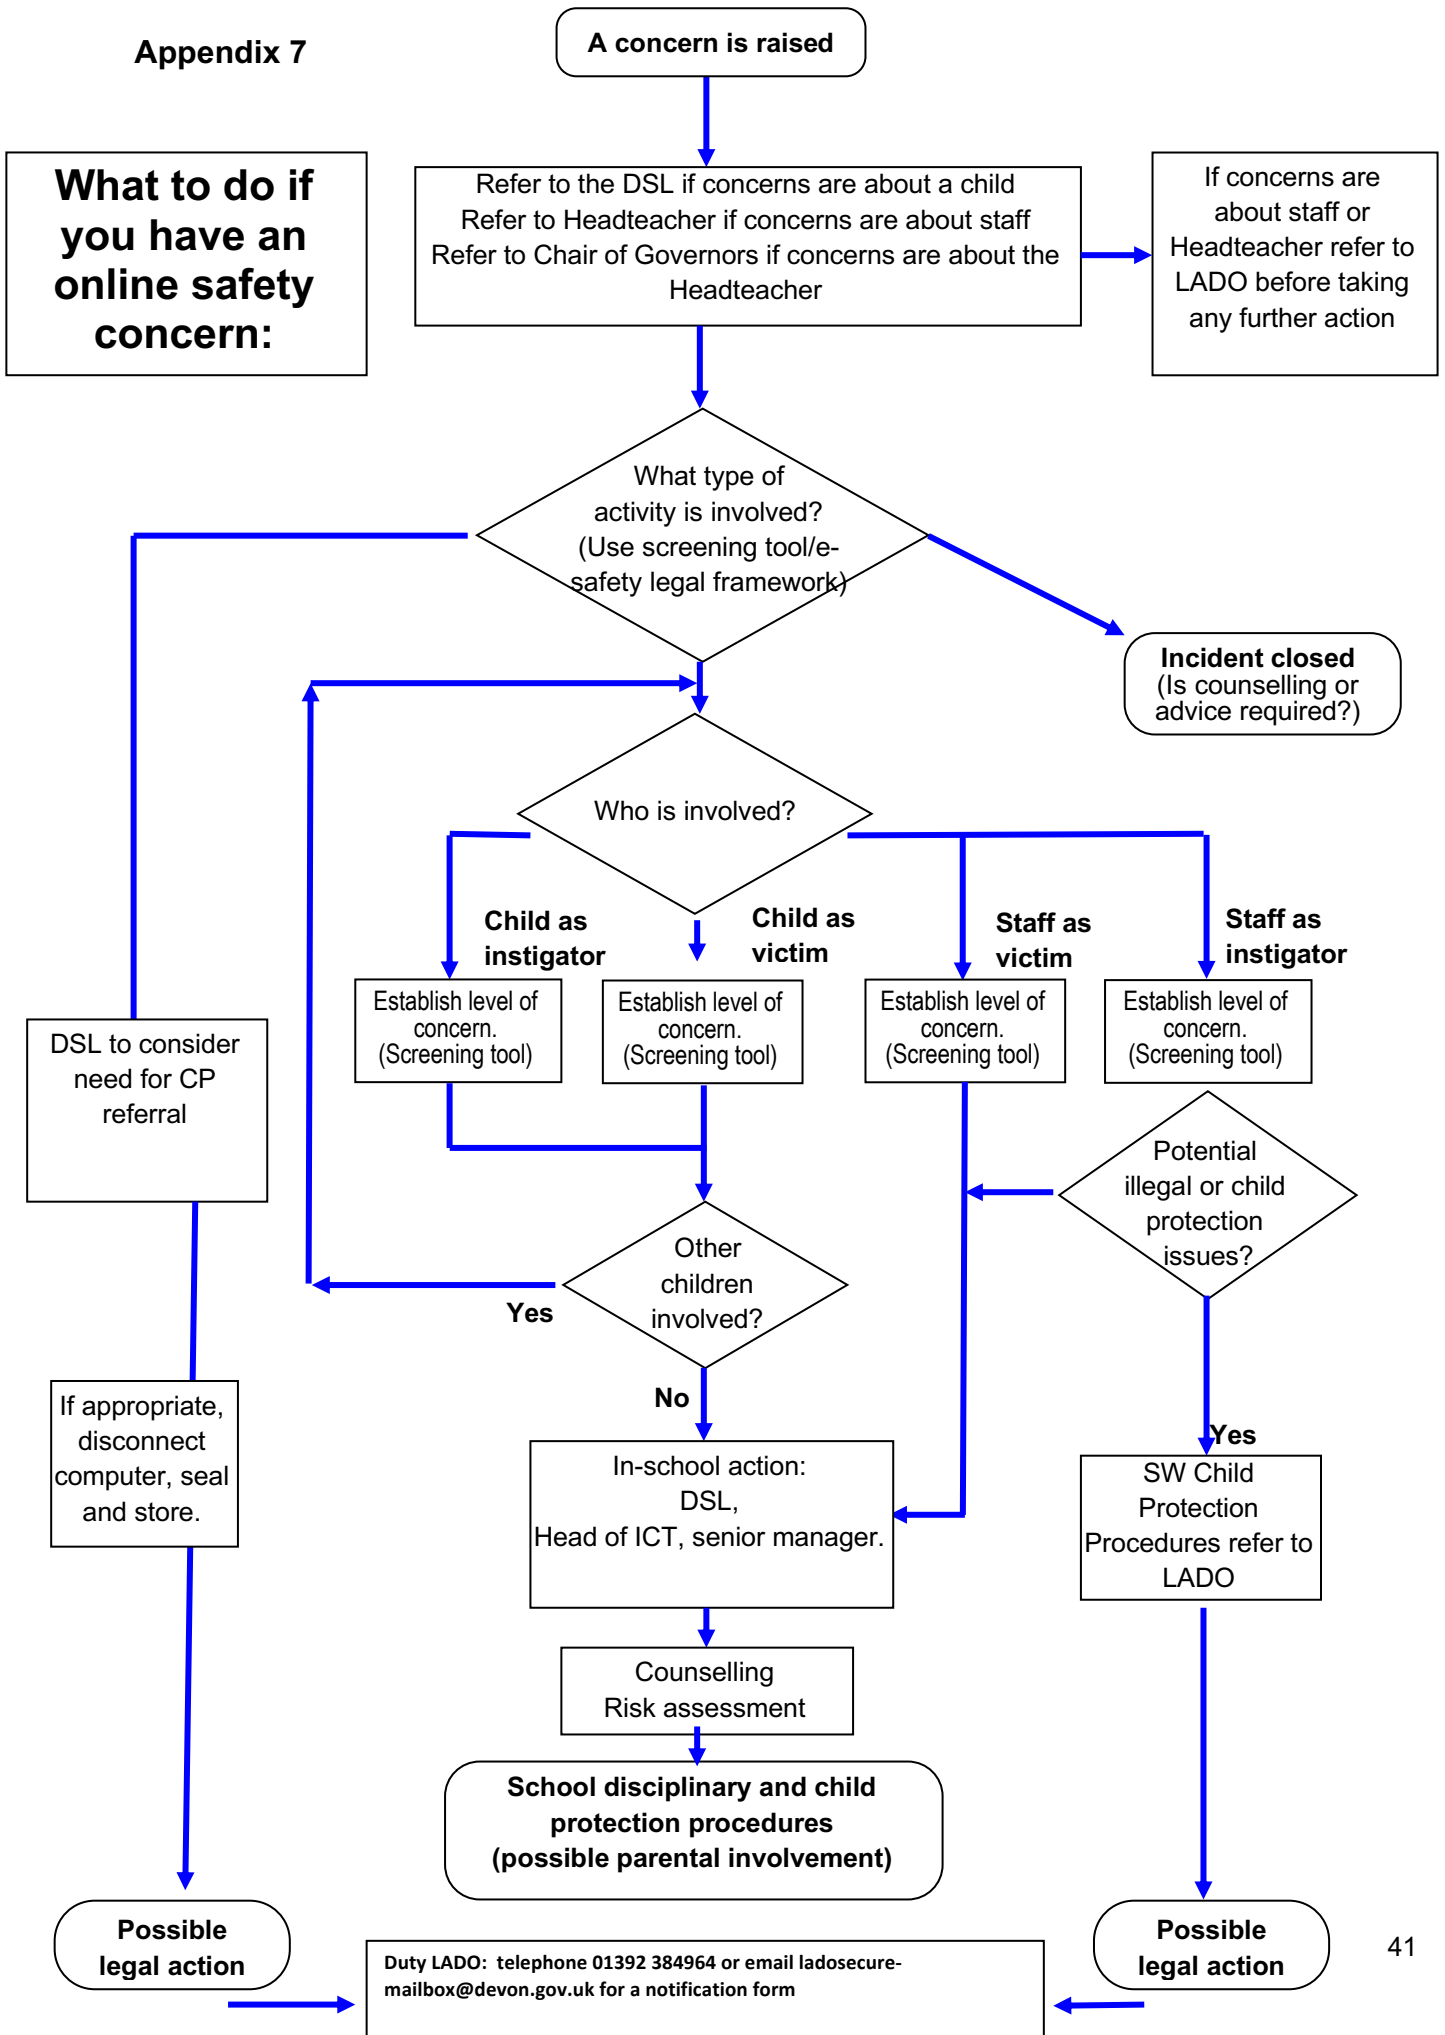 Appendix 7
A concern is raised
What to do if
you have an
online safety
concern:
Refer to the DSL if concerns are about a child
Refer to Headteacher if concerns are about staff
Refer to Chair of Governors if concerns are about the
Headteacher
If concerns are
about staff or
Headteacher refer to
LADO before taking
any further action
What type of
activity is involved?
(Use screening tool/e-
safety legal framework)
Incident closed
(Is counselling or
advice required?)
Who is involved?
Child as
instigator
Child as
victim
Staff as
victim
Staff as
instigator
Establish level of
concern.
(Screening tool)
Establish level of
concern.
(Screening tool)
Establish level of
concern.
(Screening tool)
Establish level of
concern.
(Screening tool)
DSL to consider
need for CP
referral
Potential
illegal or child
protection
issues?
Other
children
involved?
Yes
No
If appropriate,
disconnect
computer, seal
and store.
In-school action:
DSL,
Head of ICT, senior manager.
Yes
SW Child
Protection
Procedures refer to
LADO
Counselling
Risk assessment
School disciplinary and child
protection procedures
(possible parental involvement)
Possible
legal action
Possible
legal action
41
Duty LADO: telephone 01392 384964 or email ladosecure-
mailbox@devon.gov.uk for a notification form